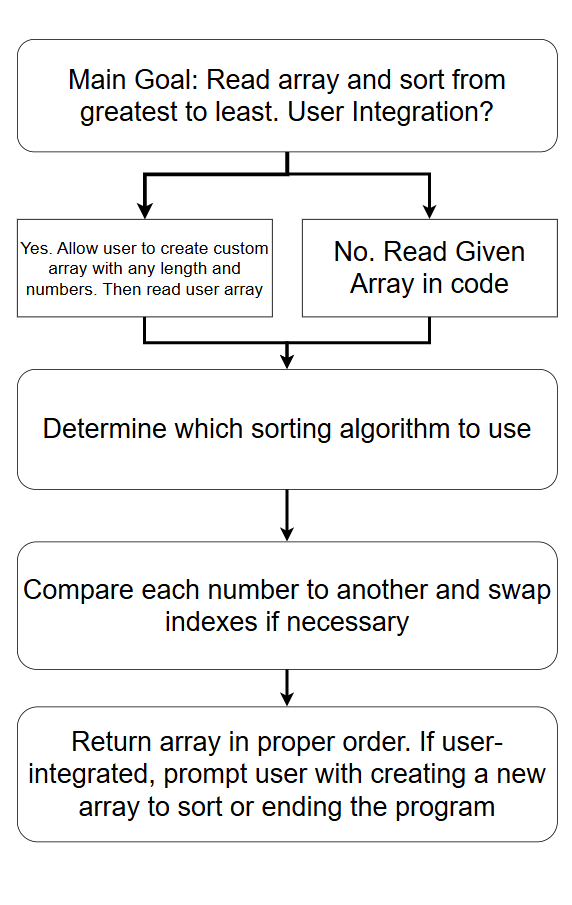 Main Goal: Read array and sort from
greatest to least. User Integration?
Yes. Allow user to create custom
array with any length and
numbers. Then read user array
No. Read Given
Array in code
Determine which sorting algorithm to use
Compare each number to another and swap
indexes if necessary
Return array in proper order. If user-
integrated, prompt user with creating a new
array to sort or ending the program